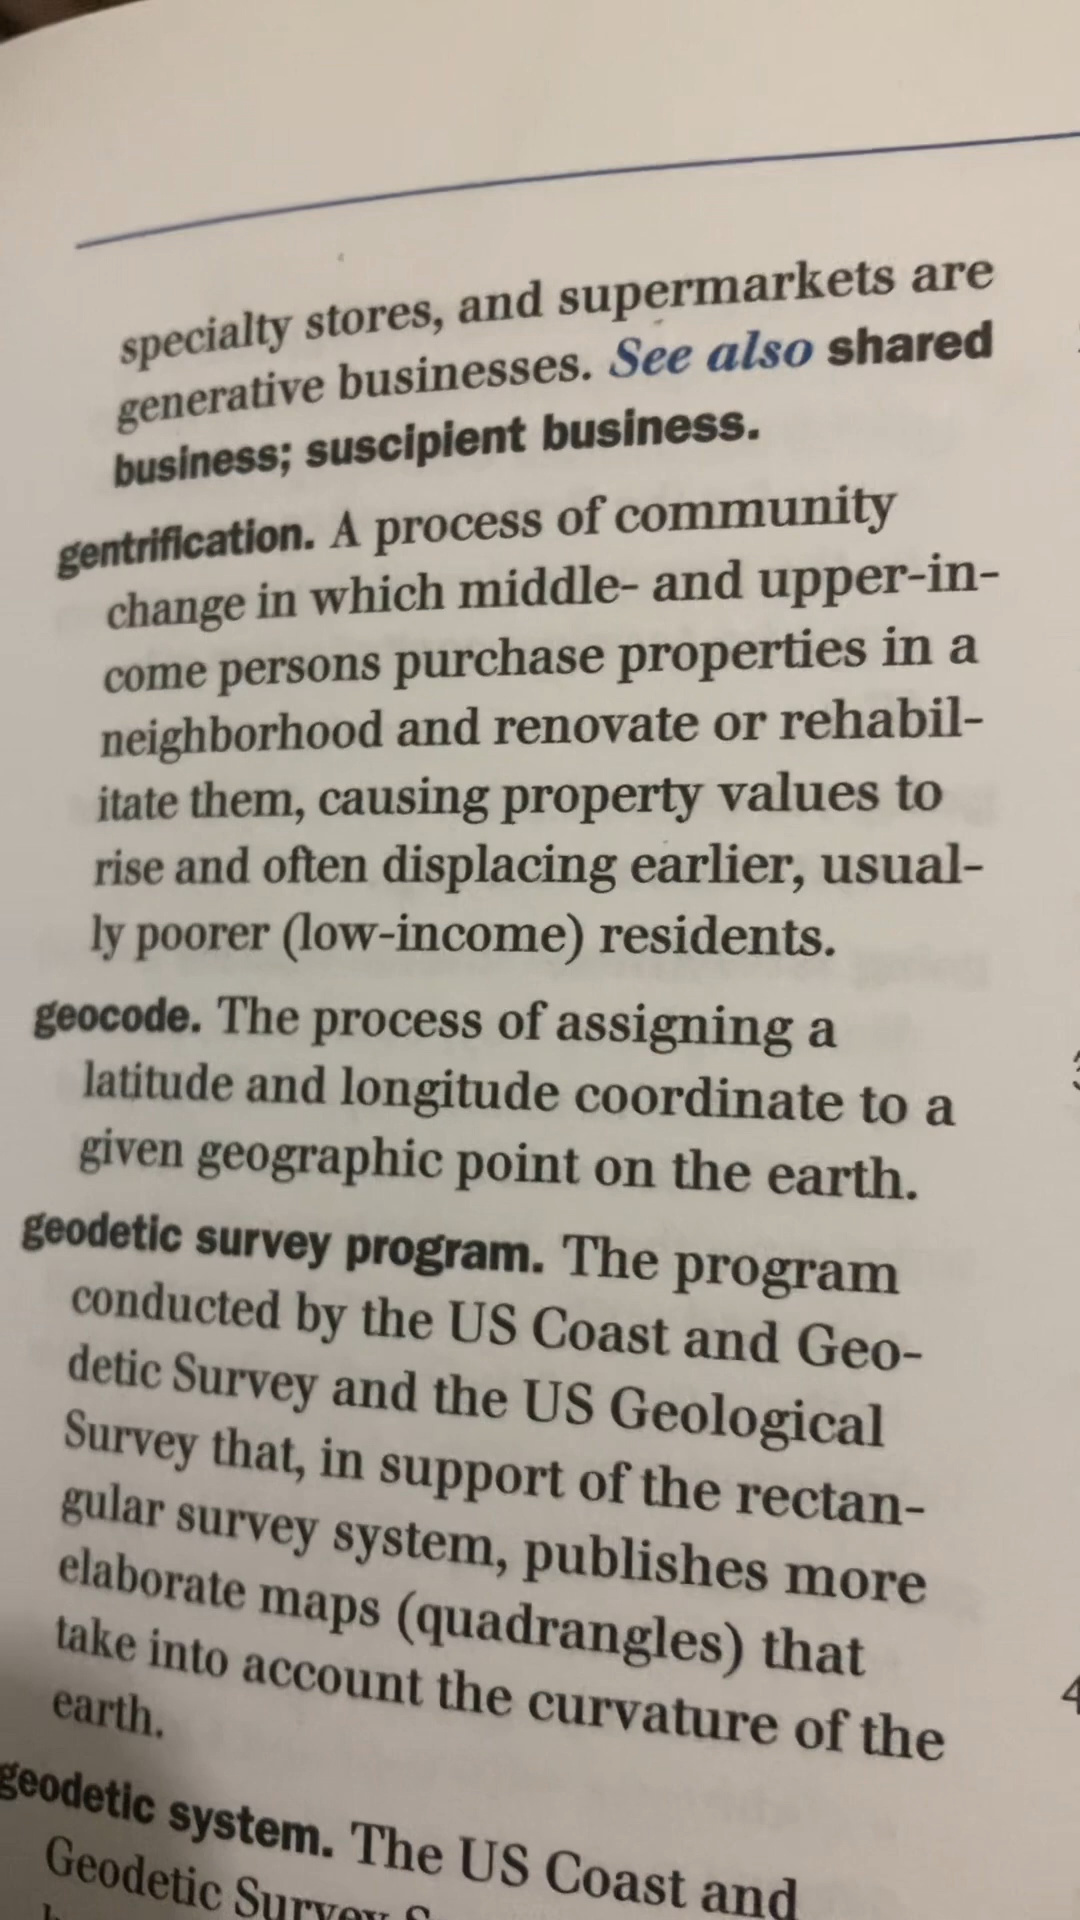 specialty stores, and supermarkets are
generative businesses. See also shared
business; suscipient business.
gentrification. A process of community
change in which middle- and upper-in-
come persons purchase properties in a
neighborhood and renovate or rehabil-
itate them, causing property values to
rise and often displacing earlier, usual-
ly poorer (low-income) residents.
geocode. The process of assigning a
latitude and longitude coordinate to a
given geographic point on the earth.
geodetic survey program. The program
conducted by the US Coast and Geo-
detic Survey and the US Geological
Survey that, in support of the rectan-
gular survey system, publishes more
elaborate maps (quadrangles) that
take into account the curvature of the
earth.
geodetic system. The US Coast and
Geodetic Survey